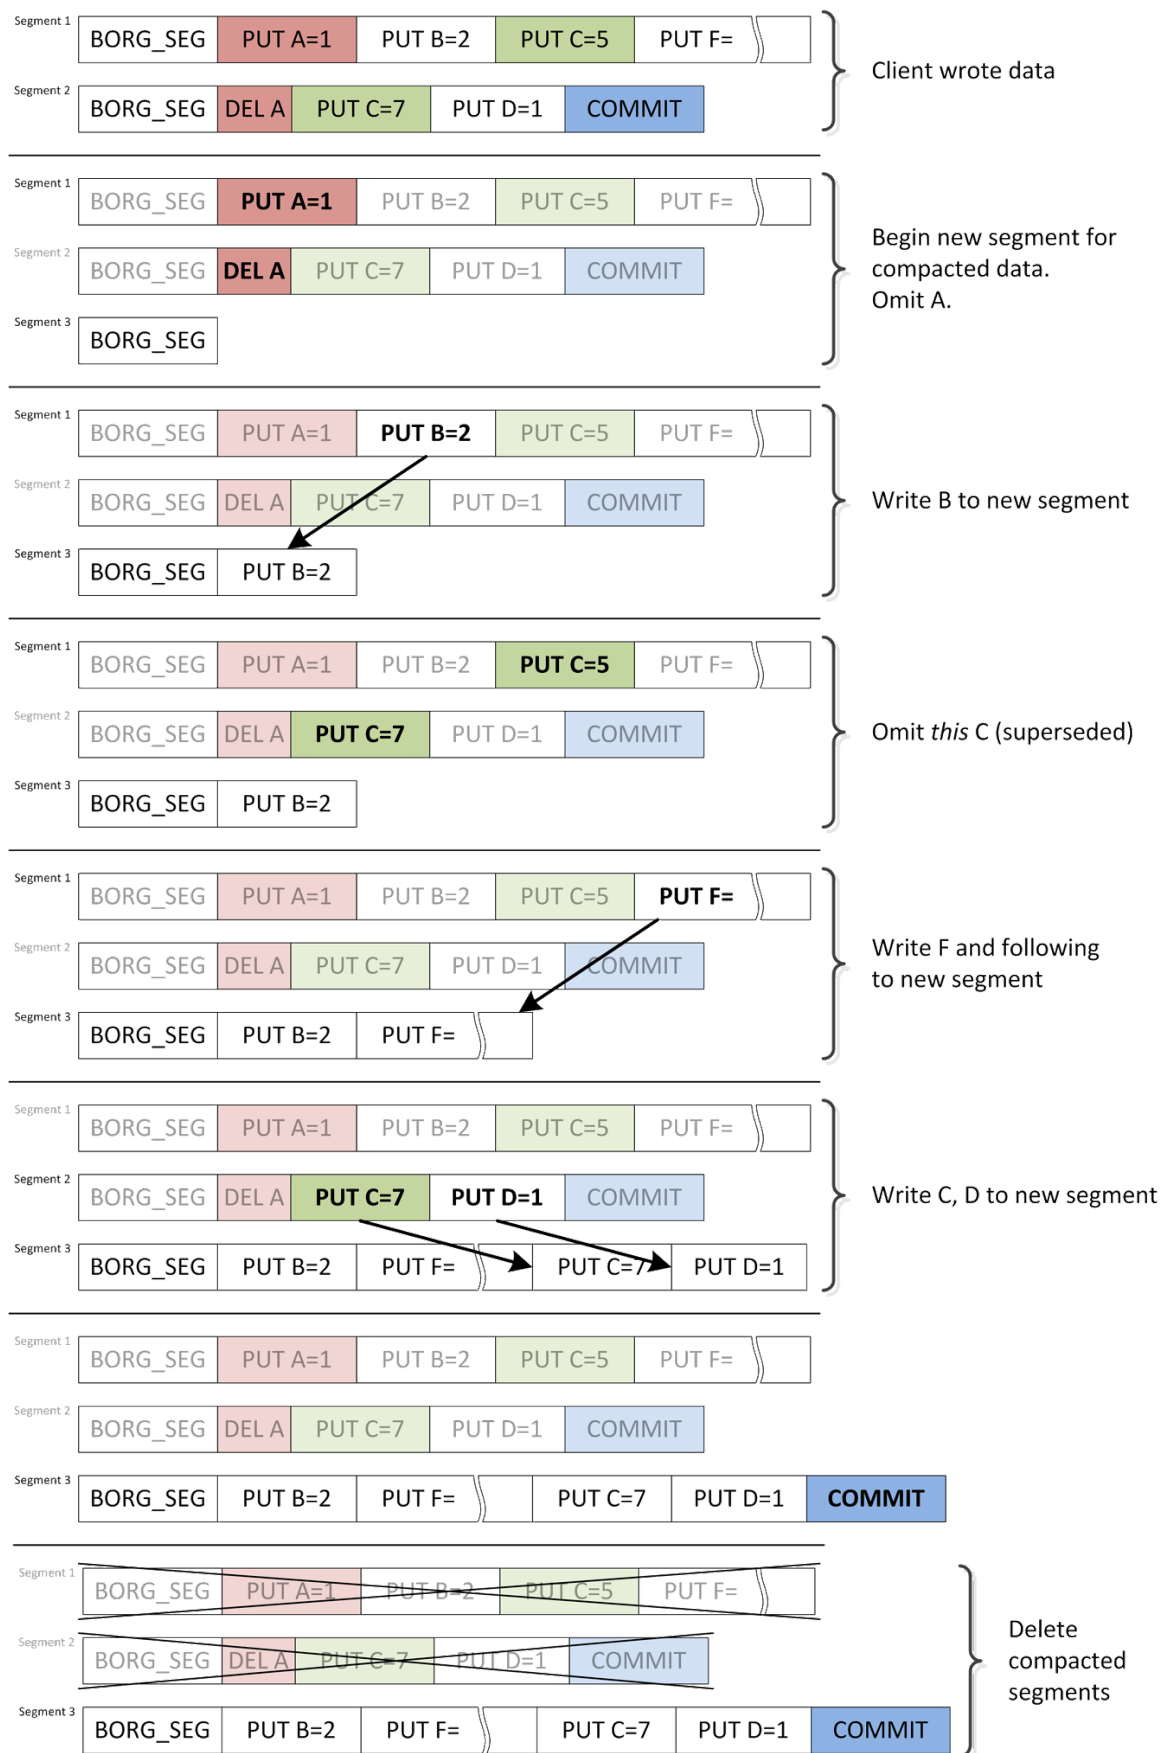 Segment 1
BORG_SEG PUT A=1 PUT B=2 PUT C=5 PUT F=
Segment 2
BORG_SEG DEL A PUT C=7 PUT D=1 COMMIT
Client wrote data
Segment 1
BORG_SEG PUT A=1 PUT B=2 PUT C=5 PUT F=
Segment 2
BORG_SEG DEL A PUT C=7 PUT D=1 COMMIT
Segment 3
BORG_SEG
Begin new segment for
compacted data.
Omit A.
Segment 1
BORG_SEG PUT A=1 PUT B=2 PUT C=5 PUT F=
Segment 2
BORG_SEG DEL A PUT C=7 PUT D=1 COMMIT
Segment 3
BORG_SEG PUT B=2
Write B to new segment
Segment 1
BORG_SEG PUT A=1 PUT B=2 PUT C=5 PUT F=
Segment 2
BORG_SEG DEL A PUT C=7 PUT D=1 COMMIT
Segment 3
BORG_SEG PUT B=2
Omit this C (superseded)
Segment 1
BORG_SEG PUT A=1 PUT B=2 PUT C=5 PUT F=
Segment 2
BORG_SEG DEL A PUT C=7 PUT D=1 COMMIT
Segment 3
BORG_SEG PUT B=2 PUT F=
Write F and following
to new segment
Segment 1
BORG_SEG PUT A=1 PUT B=2 PUT C=5 PUT F=
Segment 2
BORG_SEG DEL A PUT C=7 PUT D=1 COMMIT
Segment 3
BORG_SEG PUT B=2 PUT F= PUT C=7 PUT D=1
Write C, D to new segment
Segment 1
BORG_SEG PUT A=1 PUT B=2 PUT C=5 PUT F=
Segment 2
BORG_SEG DEL A PUT C=7 PUT D=1 COMMIT
Segment 3
BORG_SEG PUT B=2 PUT F= PUT C=7 PUT D=1 COMMIT
Segment 1
BORG_SEG PUT A=1 PUT B=2 PUT C=5 PUT F=
Segment 2
BORG_SEG DEL A PUT C=7 PUT D=1 COMMIT
Segment 3
BORG_SEG PUT B=2 PUT F= PUT C=7 PUT D=1 COMMIT
Delete
compacted
segments